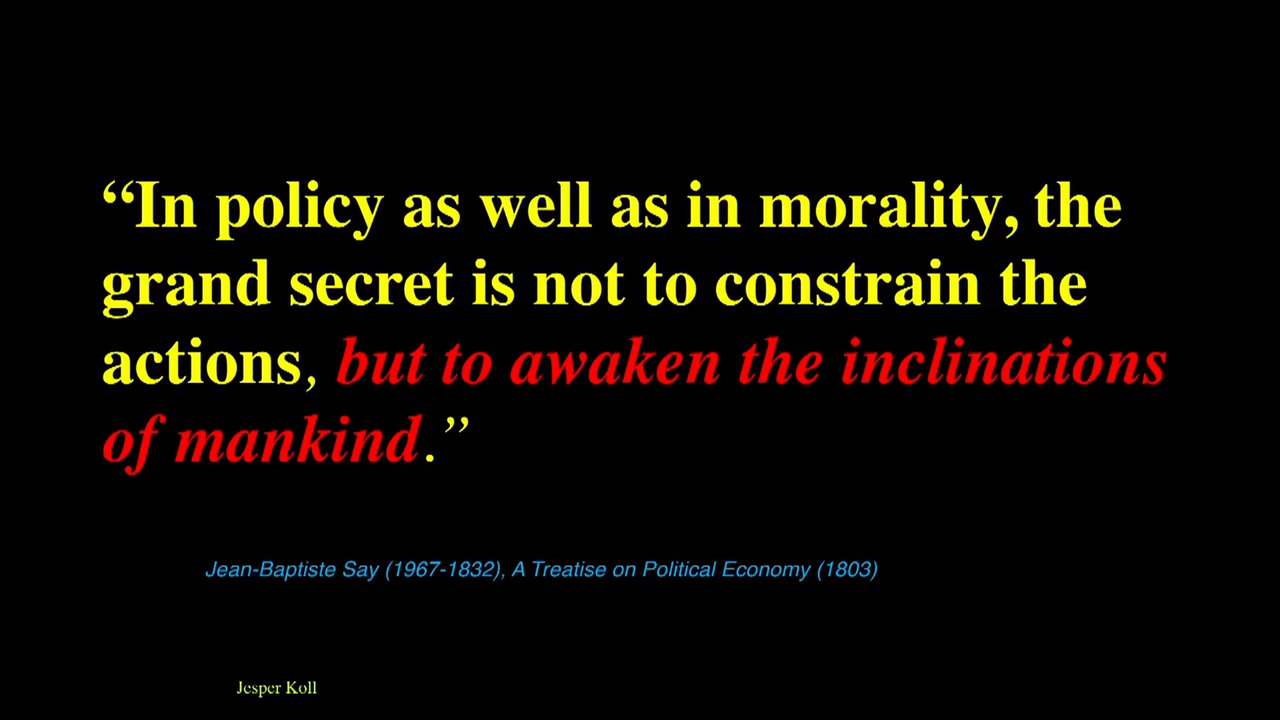 “In policy as well as in morality, the
grand secret is not to constrain the
actions, but to awaken the inclinations
of mankind.”
Jean-Baptiste Say (1967-1832), A Treatise on Political Economy (1803)
Jesper Koll